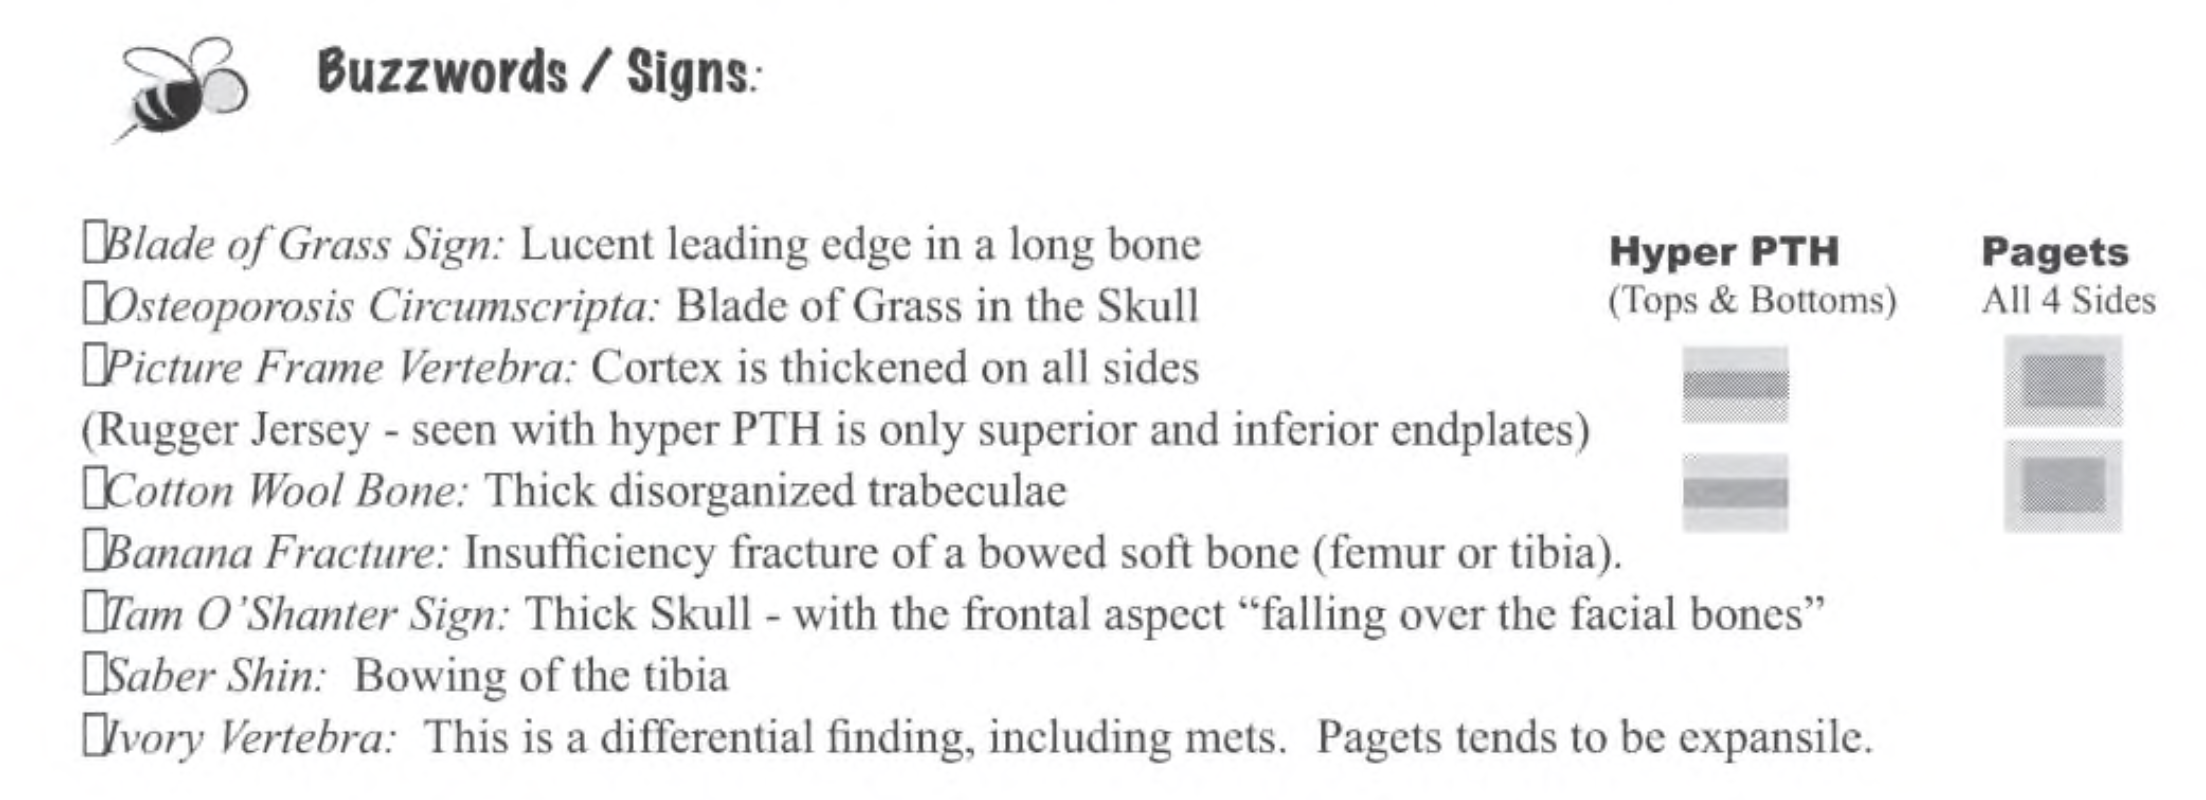 Buzzwords / Signs:
Blade of Grass Sign: Lucent leading edge in a long bone
Osteoporosis Circumscripta: Blade of Grass in the Skull
Picture Frame Vertebra: Cortex is thickened on all sides
(Rugger Jersey - seen with hyper PTH is only superior and inferior endplates)
Cotton Wool Bone: Thick disorganized trabeculae
Banana Fracture: Insufficiency fracture of a bowed soft bone (femur or tibia).
Tam O'Shanter Sign: Thick Skull - with the frontal aspect “falling over the facial bones”
Saber Shin: Bowing of the tibia
Ivory Vertebra: This is a differential finding, including mets. Pagets tends to be expansile.
Hyper PTH
(Tops & Bottoms)
Pagets
All 4 Sides